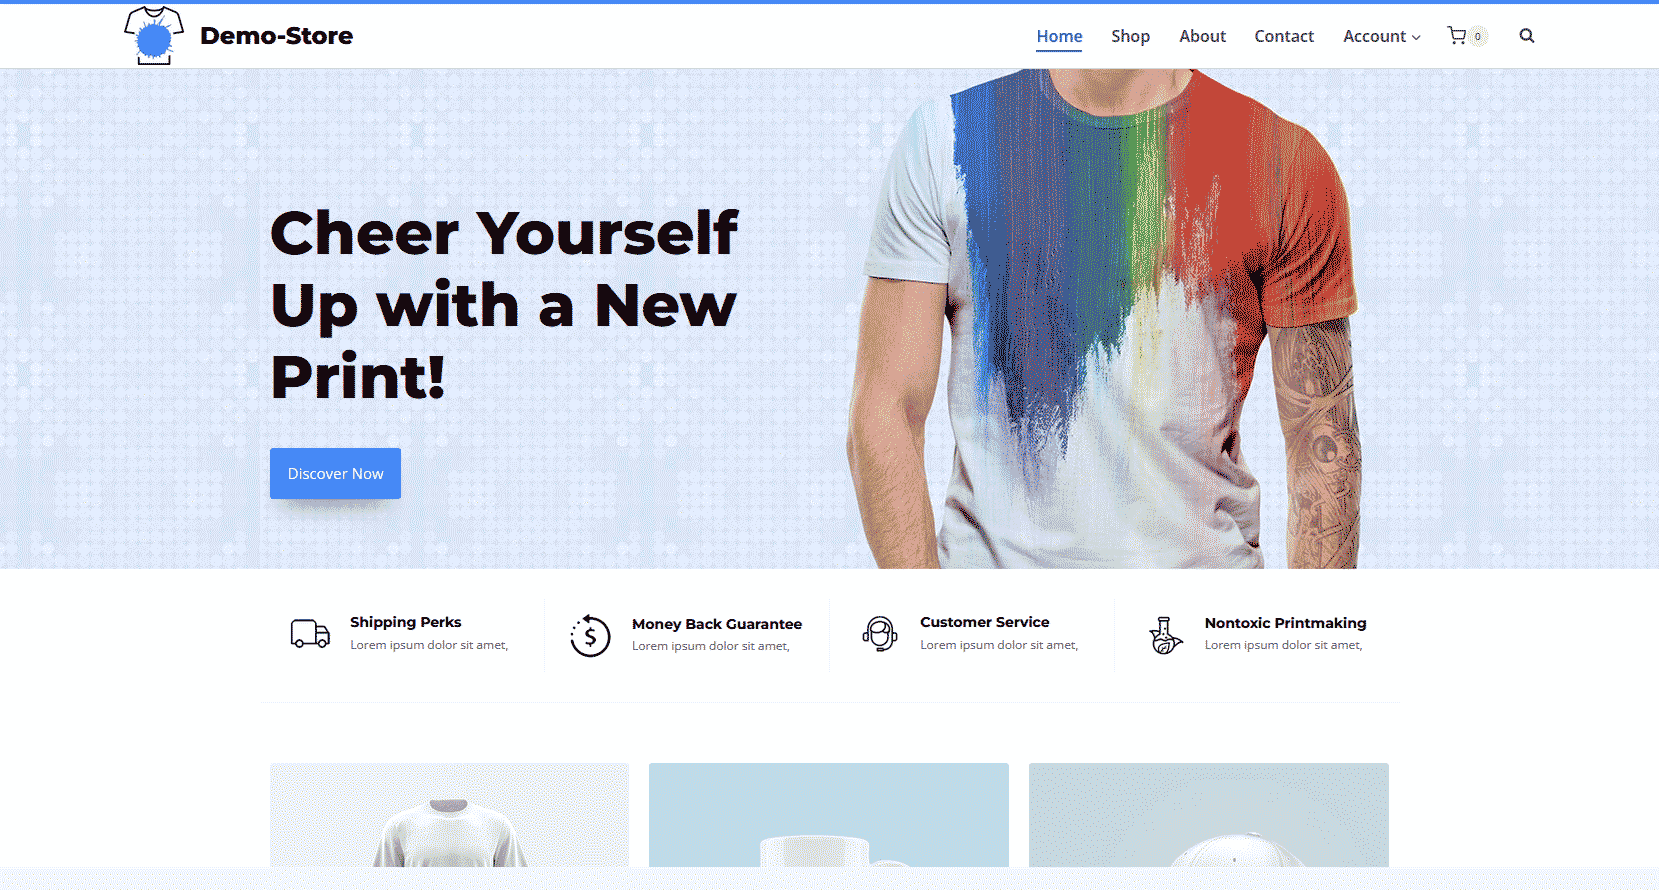 Demo-Store
Home
Shop
About
Contact
Account
0
Cheer Yourself
Up with a New
Print!
Discover Now
Shipping Perks
Lorem ipsum dolor sit amet,
Money Back Guarantee
Lorem ipsum dolor sit amet,
Customer Service
Lorem ipsum dolor sit amet,
Nontoxic Printmaking
Lorem ipsum dolor sit amet,